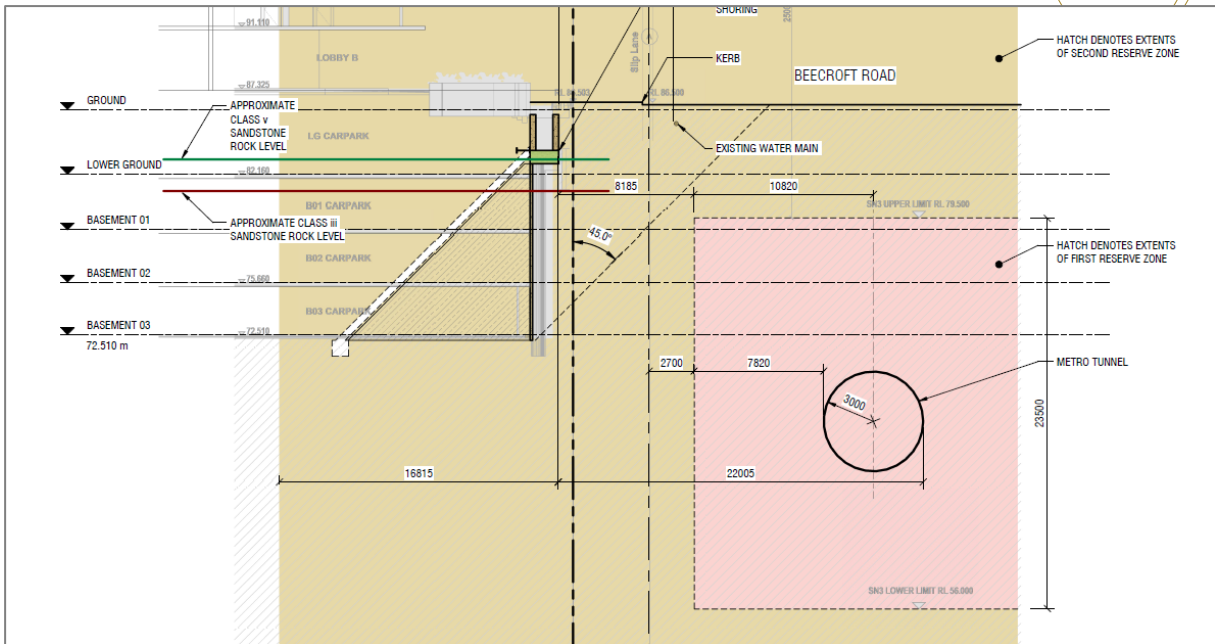 91.110
SHORING
2500
LOBBY B
Slip Lane
KERB
HATCH DENOTES EXTENTS
OF SECOND RESERVE ZONE
BEECROFT ROAD
87.325
RL 86.500
GROUND
APPROXIMATE
CLASS v
SANDSTONE
ROCK LEVEL
LG CARPARK
EXISTING WATER MAIN
LOWER GROUND
82.160
8185
10820
B01 CARPARK
SN3 UPPER LIMIT RL. 79.500
BASEMENT 01
APPROXIMATE CLASS iii
SANDSTONE ROCK LEVEL
45.0°
HATCH DENOTES EXTENTS
OF FIRST RESERVE ZONE
B02 CARPARK
BASEMENT 02
75.660
B03 CARPARK
BASEMENT 03
72.510
72.510 m
2700
7820
METRO TUNNEL
3000
23500
16815
22005
SN3 LOWER LIMIT RL. 56.000